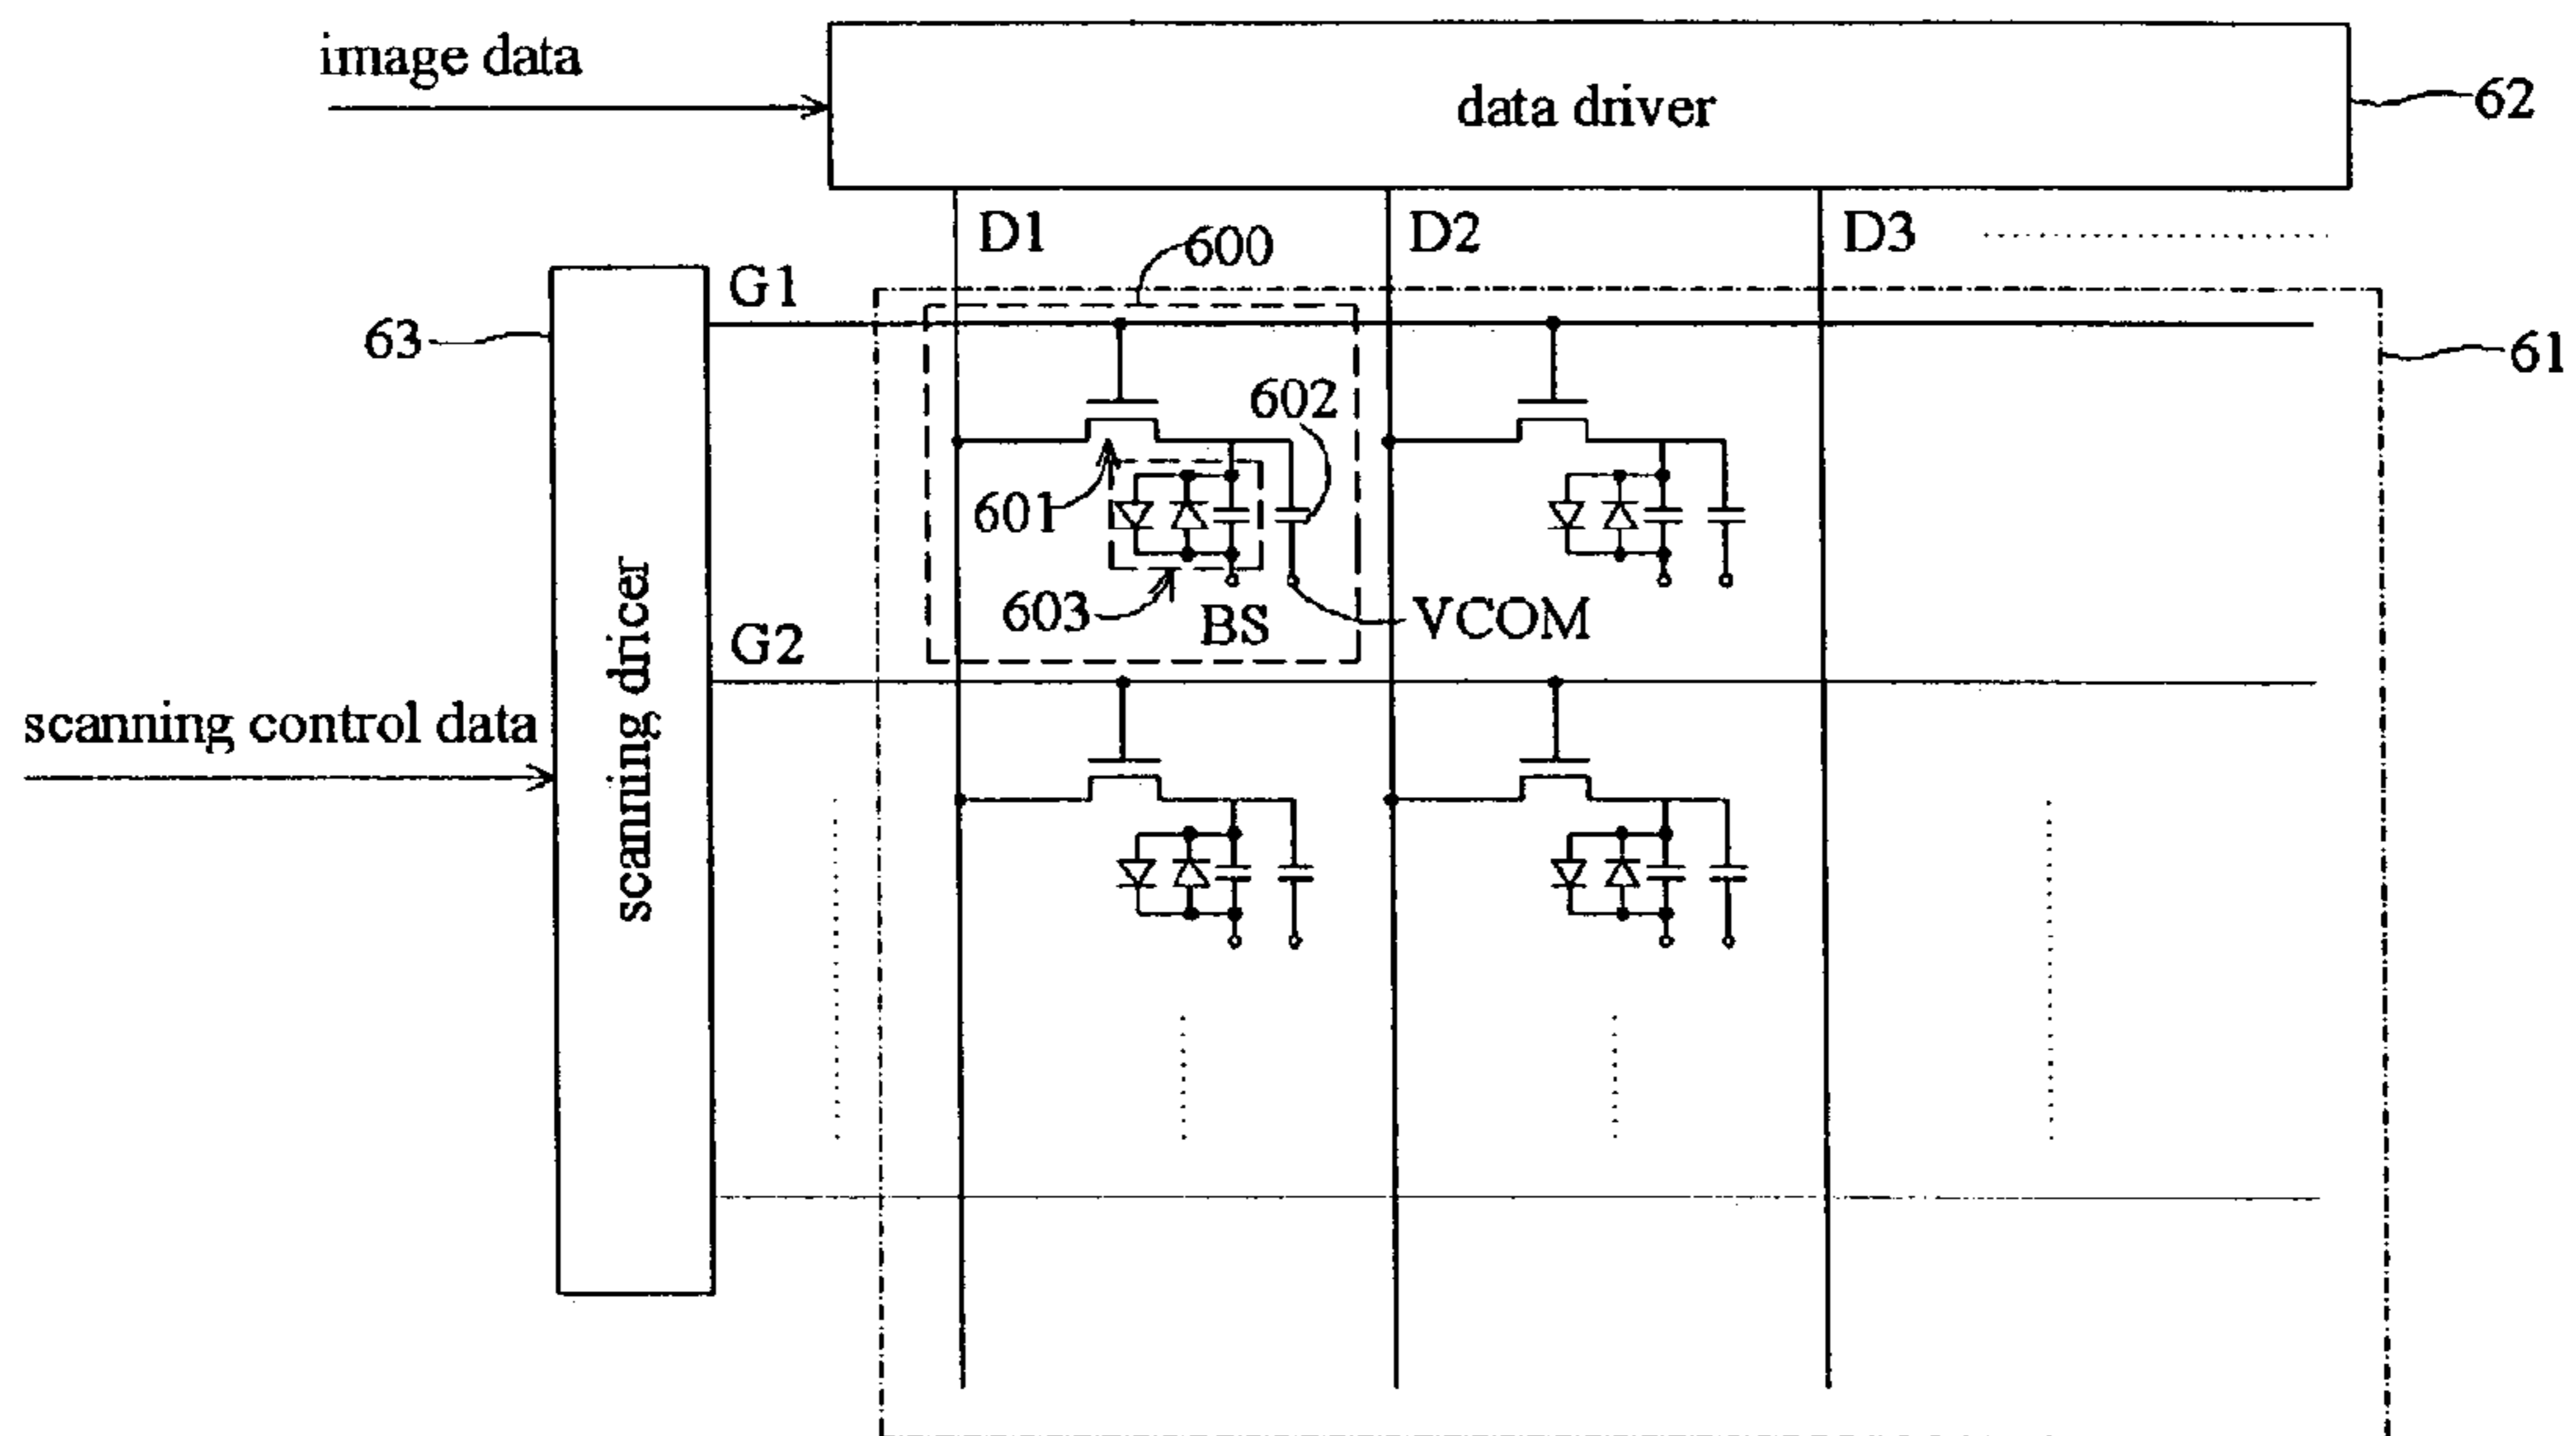 image data
data driver
62
D1
600
D2
D3
G1
63
61
602
601
603
BS
VCOM
G2
scanning dricer
scanning control data